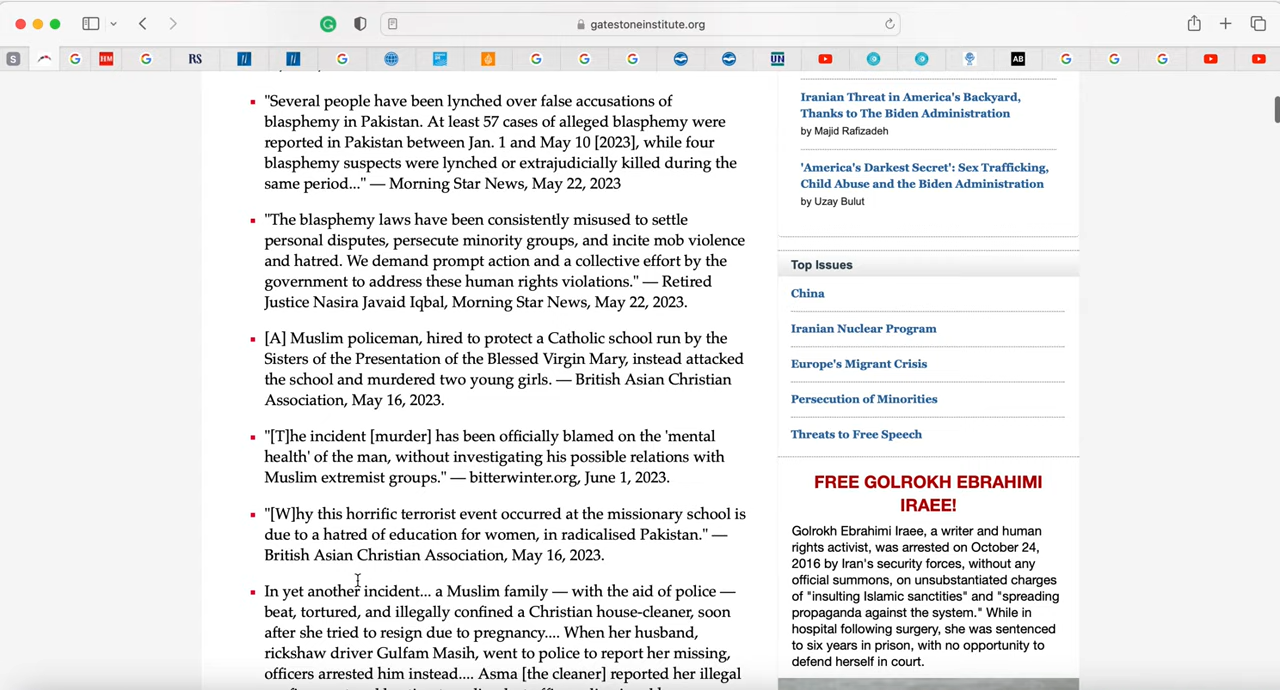 gatestoneinstitute.org
S
HM
RS
UN
AB
"Several people have been lynched over false accusations of
blasphemy in Pakistan. At least 57 cases of alleged blasphemy were
reported in Pakistan between Jan. 1 and May 10 [2023], while four
blasphemy suspects were lynched or extrajudicially killed during the
same period..." — Morning Star News, May 22, 2023
"The blasphemy laws have been consistently misused to settle
personal disputes, persecute minority groups, and incite mob violence
and hatred. We demand prompt action and a collective effort by the
government to address these human rights violations." — Retired
Justice Nasira Javaid Iqbal, Morning Star News, May 22, 2023.
[A] Muslim policeman, hired to protect a Catholic school run by the
Sisters of the Presentation of the Blessed Virgin Mary, instead attacked
the school and murdered two young girls. — British Asian Christian
Association, May 16, 2023.
"[T]he incident [murder] has been officially blamed on the 'mental
health' of the man, without investigating his possible relations with
Muslim extremist groups." — bitterwinter.org, June 1, 2023.
"[W]hy this horrific terrorist event occurred at the missionary school is
due to a hatred of education for women, in radicalised Pakistan." —
British Asian Christian Association, May 16, 2023.
In yet another incident... a Muslim family — with the aid of police —
beat, tortured, and illegally confined a Christian house-cleaner, soon
after she tried to resign due to pregnancy.... When her husband,
rickshaw driver Gulfam Masih, went to police to report her missing,
officers arrested him instead.... Asma [the cleaner] reported her illegal
Iranian Threat in America's Backyard,
Thanks to The Biden Administration
by Majid Rafizadeh
'America's Darkest Secret': Sex Trafficking,
Child Abuse and the Biden Administration
by Uzay Bulut
Top Issues
China
Iranian Nuclear Program
Europe's Migrant Crisis
Persecution of Minorities
Threats to Free Speech
FREE GOLROKH EBRAHIMI
IRAEE!
Golrokh Ebrahimi Iraee, a writer and human
rights activist, was arrested on October 24,
2016 by Iran's security forces, without any
official summons, on unsubstantiated charges
of "insulting Islamic sanctities" and "spreading
propaganda against the system." While in
hospital following surgery, she was sentenced
to six years in prison, with no opportunity to
defend herself in court.